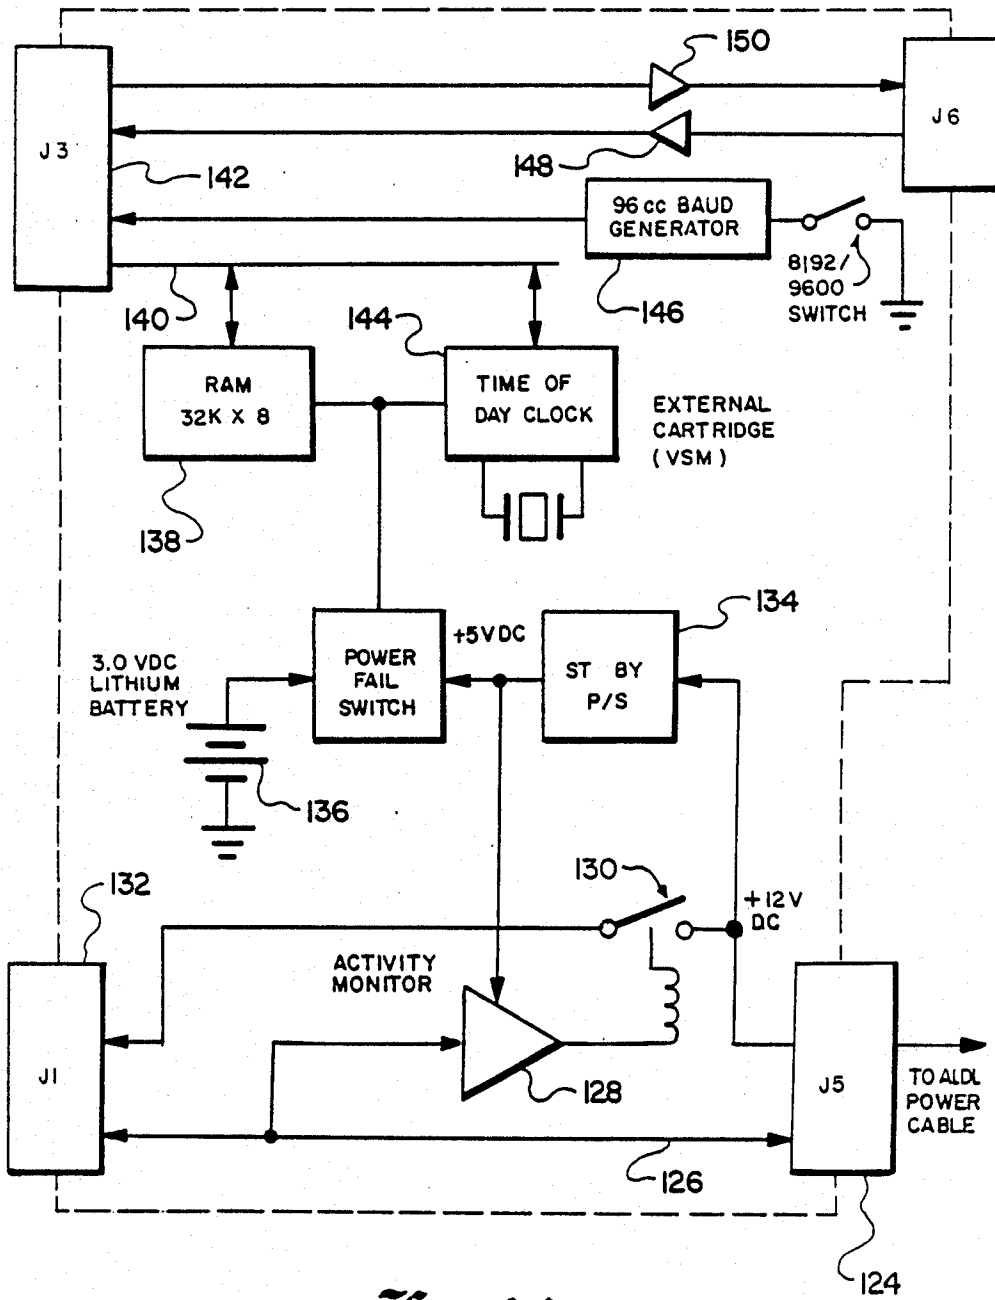 150
J3
J6
148
142
96cc BAUD
GENERATOR
8192/
9600
SWITCH
140
144
146
RAM
32K X 8
TIME OF
DAY CLOCK
EXTERNAL
CARTRIDGE
(VSM)
138
134
+5VDC
3.0 VDC
LITHIUM
BATTERY
POWER
FAIL
SWITCH
ST BY
P/S
136
132
130
+12V
DC
ACTIVITY
MONITOR
J1
128
J5
TO ALDL
POWER
CABLE
126
124